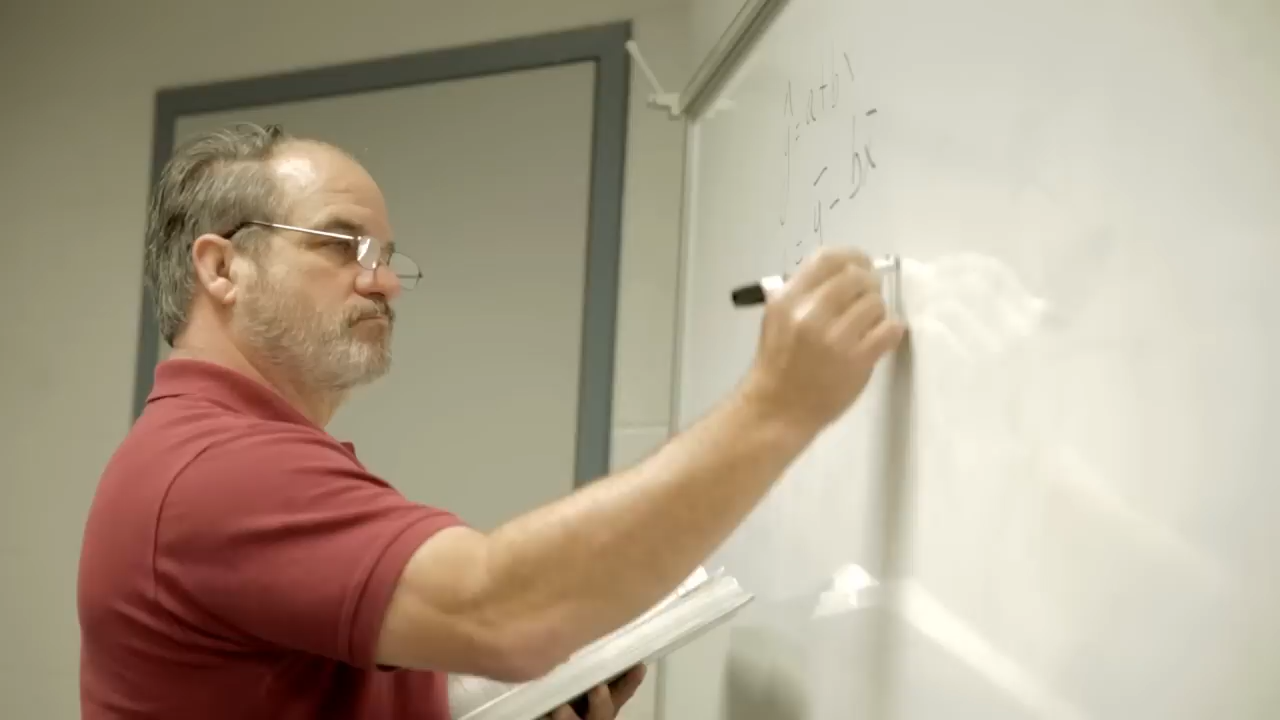 ŷ = a + bx
= ȳ - bx̄